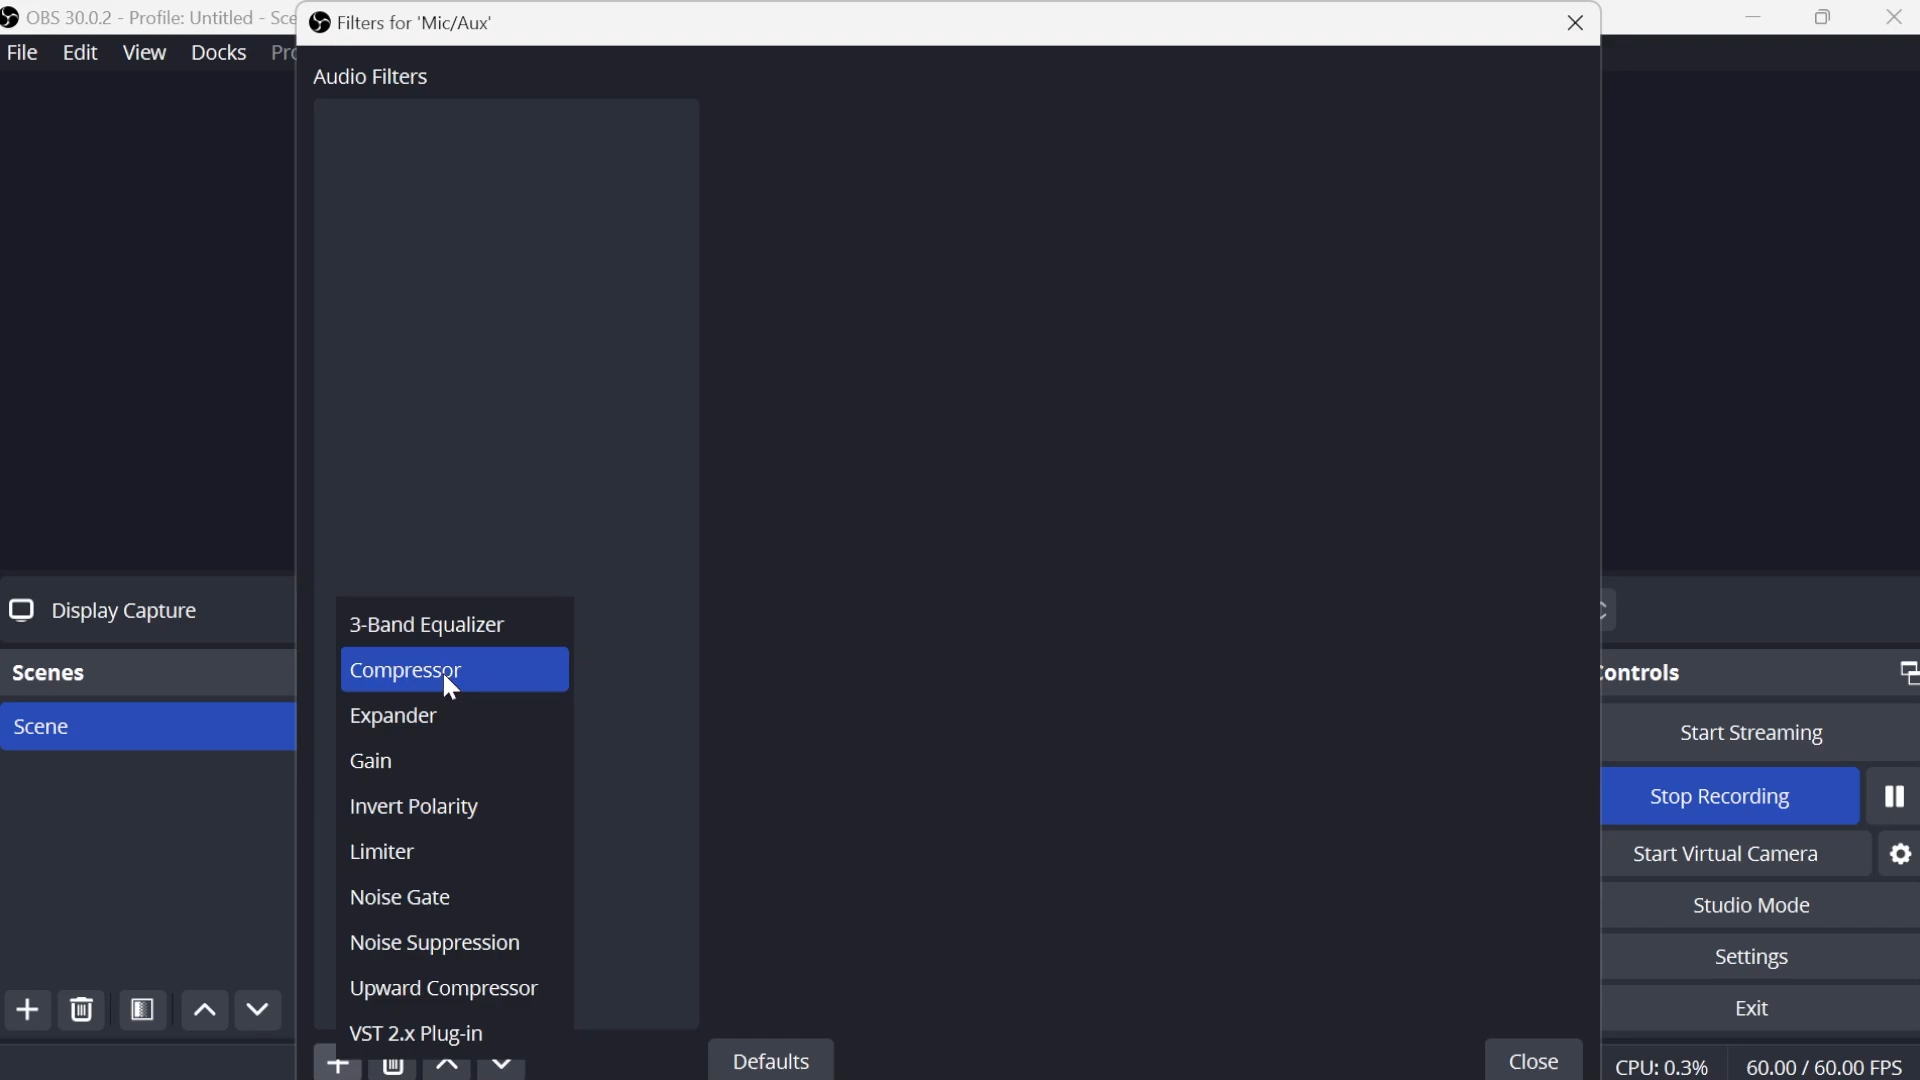 OBS 30.0.2 - Profile: Untitled - Sce
Filters for 'Mic/Aux'
File Edit View Docks Pro
Audio Filters
Display Capture
Scenes
Scene
3-Band Equalizer
Compressor
Expander
Gain
Invert Polarity
Limiter
Noise Gate
Noise Suppression
Upward Compressor
VST 2.x Plug-in
Defaults
Close
Controls
Start Streaming
Stop Recording
Start Virtual Camera
Studio Mode
Settings
Exit
CPU: 0.3% 60.00 / 60.00 FPS